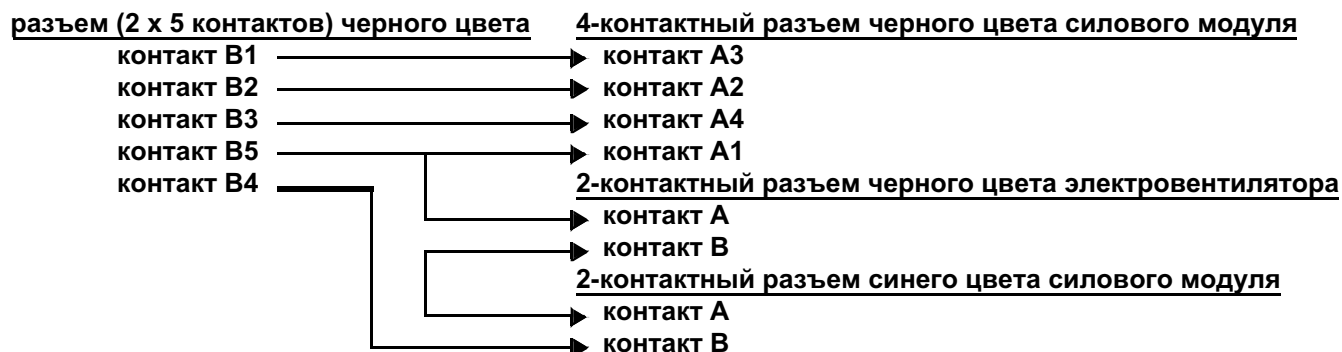 разъем (2 x 5 контактов) черного цвета 4-контактный разъем черного цвета силового модуля
контакт B1 контакт A3
контакт B2 контакт A2
контакт B3 контакт A4
контакт B5 контакт A1
контакт B4 2-контактный разъем черного цвета электровентилятора
контакт A
контакт B
2-контактный разъем синего цвета силового модуля
контакт A
контакт B